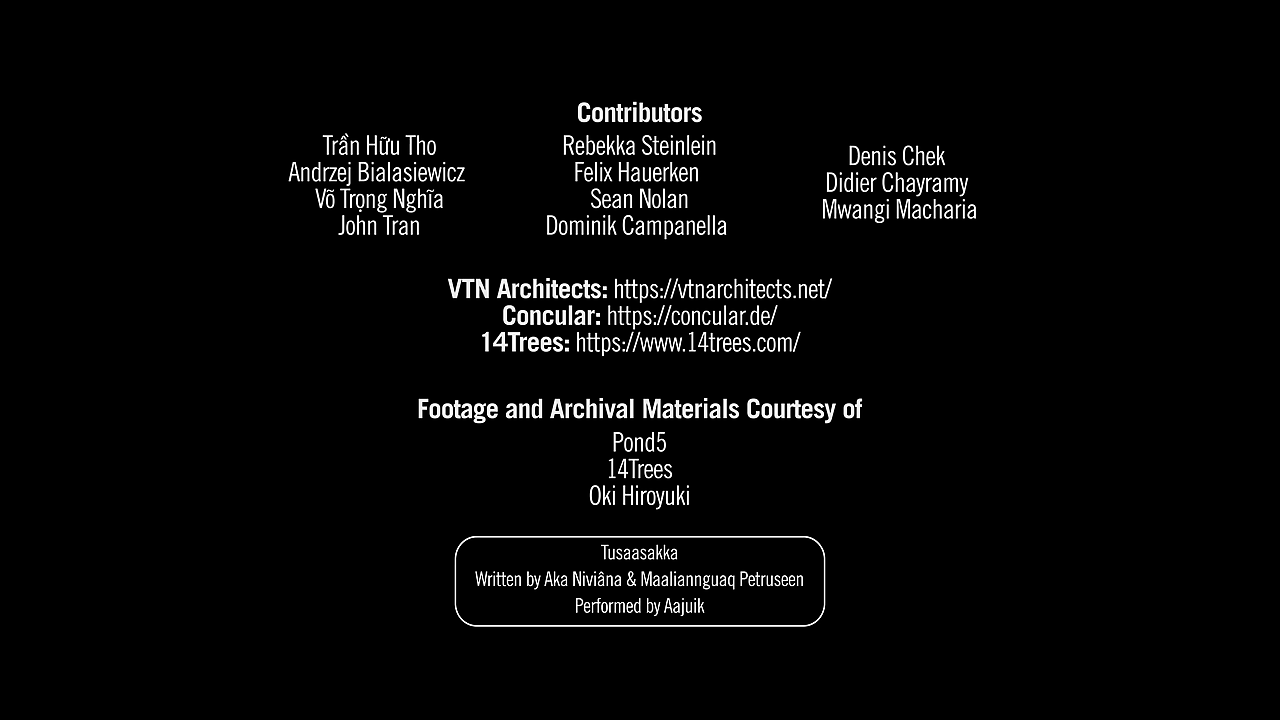 Contributors
Trần Hữu Tho
Andrzej Bialasiewicz
Võ Trọng Nghĩa
John Tran
Rebekka Steinlein
Felix Hauerken
Sean Nolan
Dominik Campanella
Denis Chek
Didier Chayramy
Mwangi Macharia
VTN Architects: https://vtnarchitects.net/
Concular: https://concular.de/
14Trees: https://www.14trees.com/
Footage and Archival Materials Courtesy of
Pond5
14Trees
Oki Hiroyuki
Tusaasakka
Written by Aka Niviâna & Maaliannguaq Petruseen
Performed by Aajuik